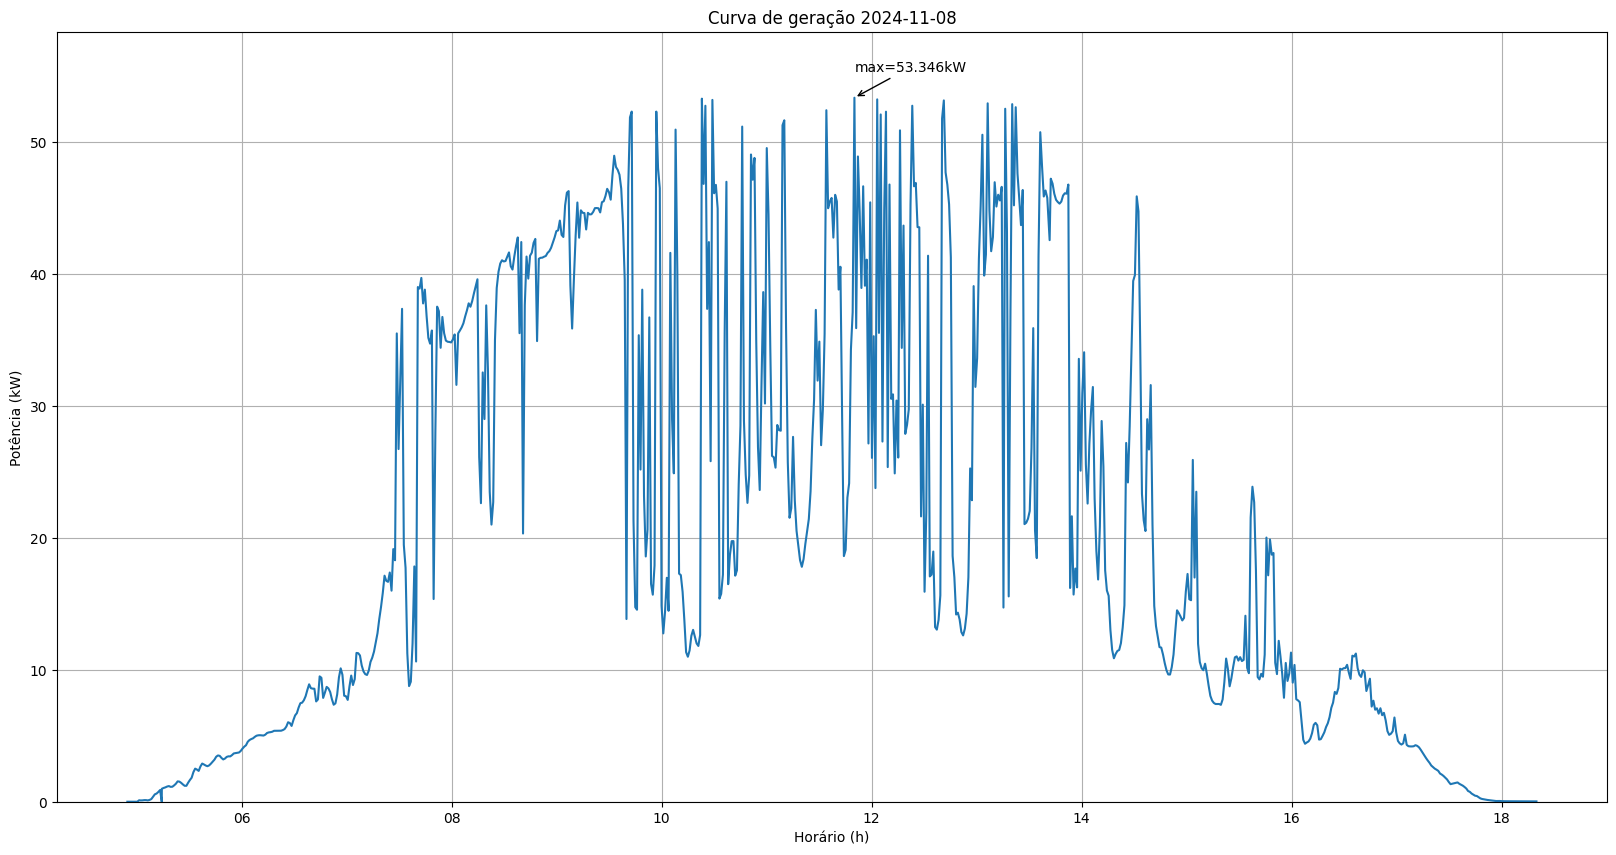 Curva de geração 2024-11-08
max=53.346kW
Potência (kW)
50
40
30
20
10
0
06 08 10 12 14 16 18
Horário (h)